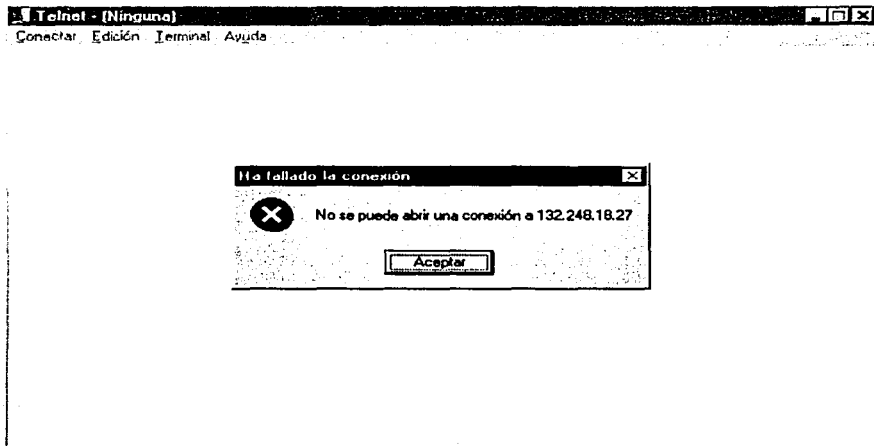 Telnet - (Ninguna)
Conectar Edición Terminal Ayuda
Ha fallado la conexión
No se puede abrir una conexión a 132.248.18.27
Aceptar